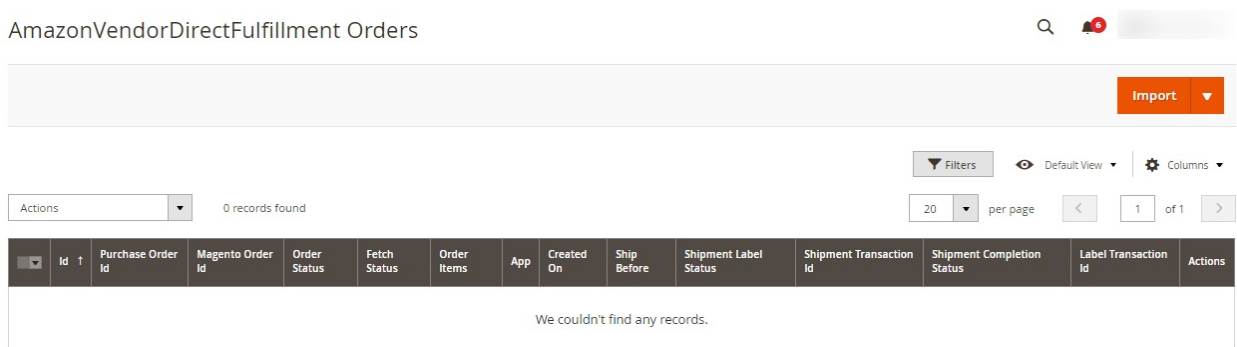 AmazonVendorDirectFulfillment Orders
6
Import
Filters
Default View
Columns
Actions
0 records found
20
per page
1
of 1
Id ↑
Purchase Order
Id
Magento Order
Id
Order
Status
Fetch
Status
Order
Items
App
Created
On
Ship
Before
Shipment Label
Status
Shipment Transaction
Id
Shipment Completion
Status
Label Transaction
Id
Actions
We couldn't find any records.